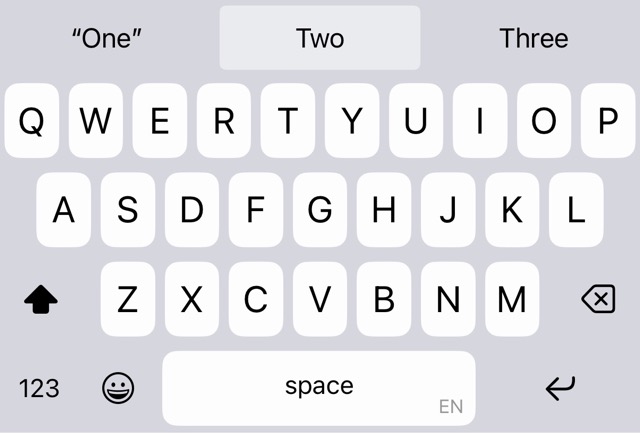 “One” Two Three
Q W E R T Y U I O P
A S D F G H J K L
Z X C V B N M
123 space EN